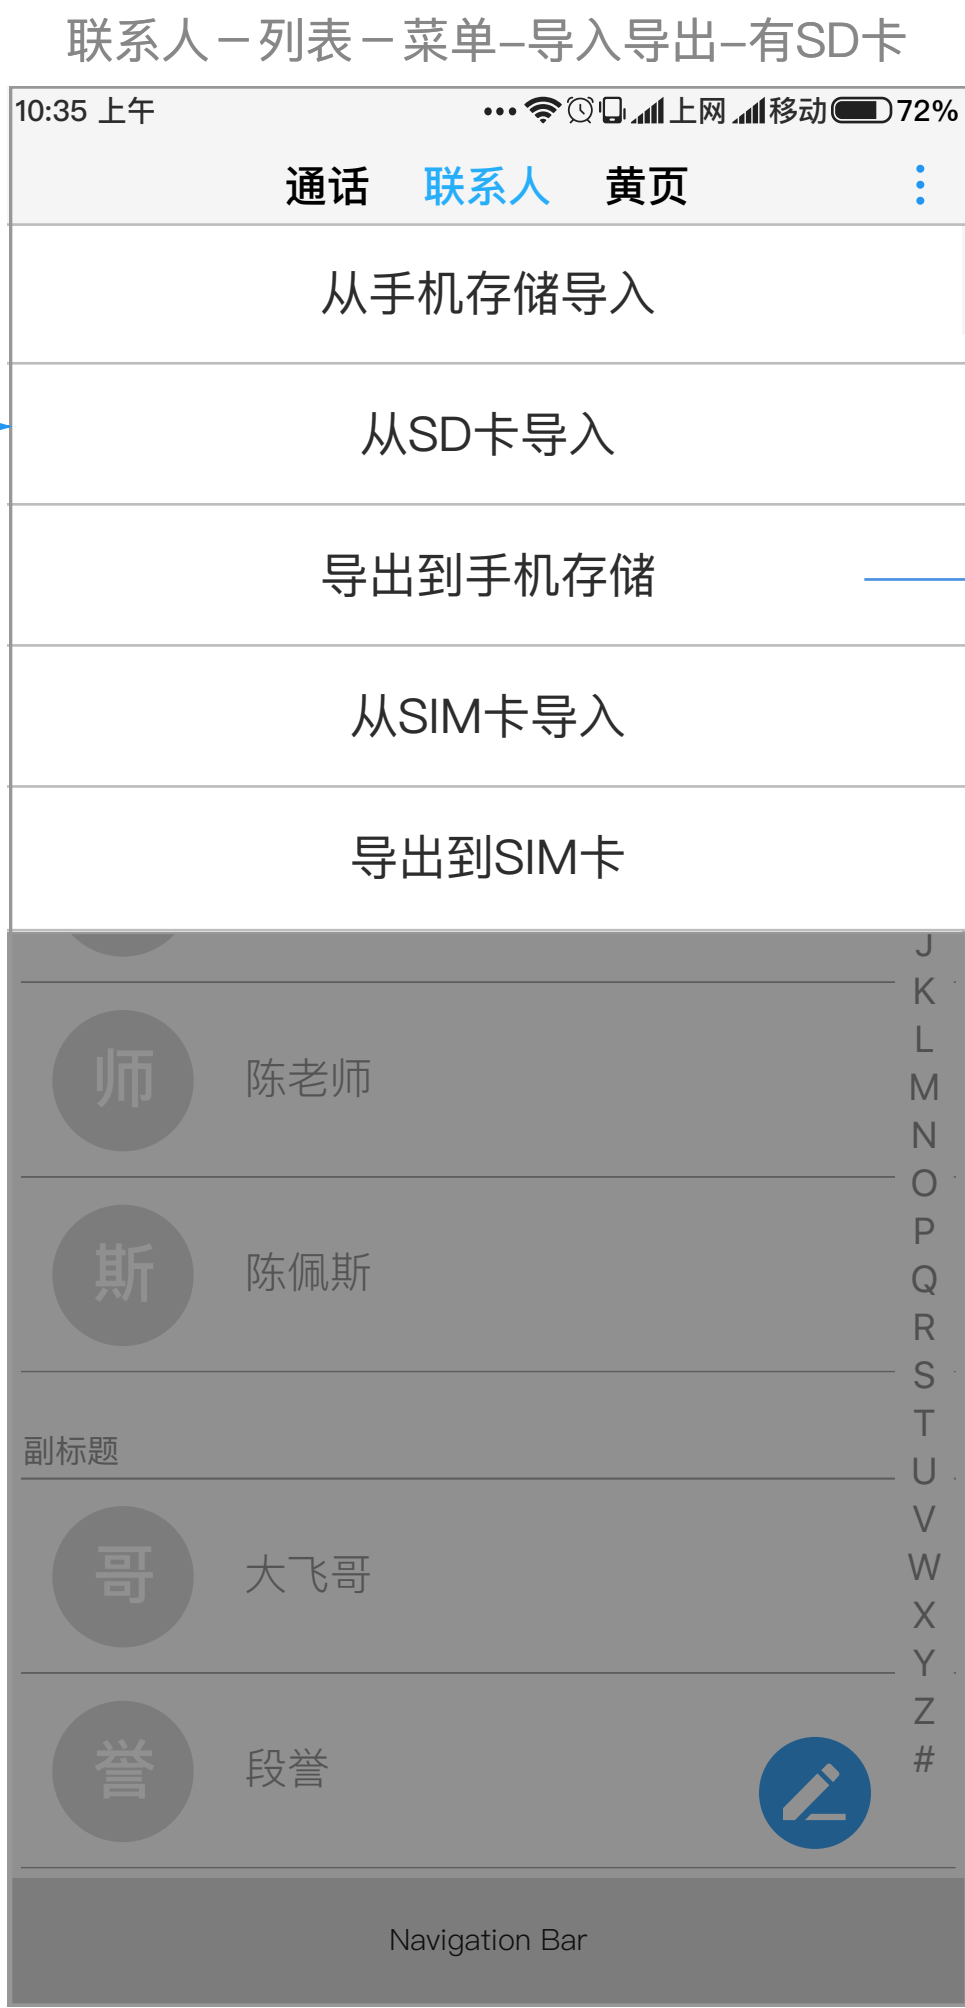 联系人－列表－菜单–导入导出–有SD卡
10:35 上午 上网 移动 72%
通话 联系人 黄页
从手机存储导入
从SD卡导入
导出到手机存储
从SIM卡导入
导出到SIM卡
J
K
L
师 陈老师
M
N
O
P
斯 陈佩斯
Q
R
S
T
副标题
U
V
哥 大飞哥
W
X
Y
Z
誉 段誉
#
Navigation Bar